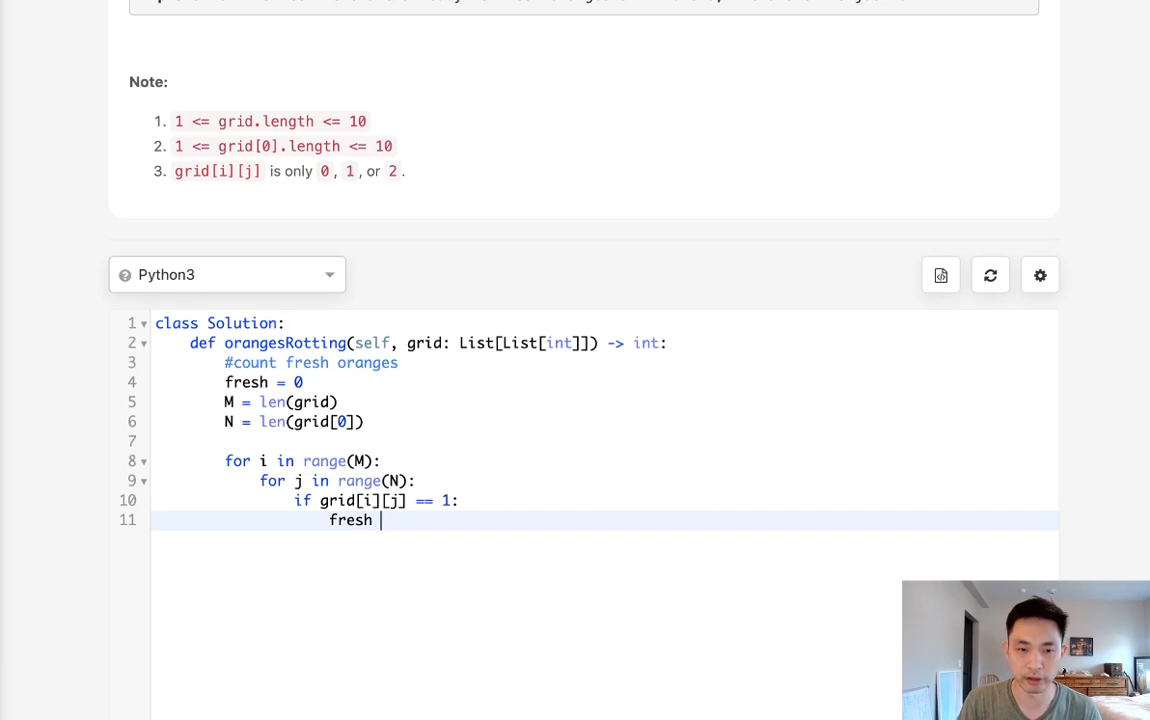 Note:
1. 1 <= grid.length <= 10
2. 1 <= grid[0].length <= 10
3. grid[i][j] is only 0, 1, or 2.
Python3
1 class Solution:
2 def orangesRotting(self, grid: List[List[int]]) -> int:
3 #count fresh oranges
4 fresh = 0
5 M = len(grid)
6 N = len(grid[0])
7
8 for i in range(M):
9 for j in range(N):
10 if grid[i][j] == 1:
11 fresh